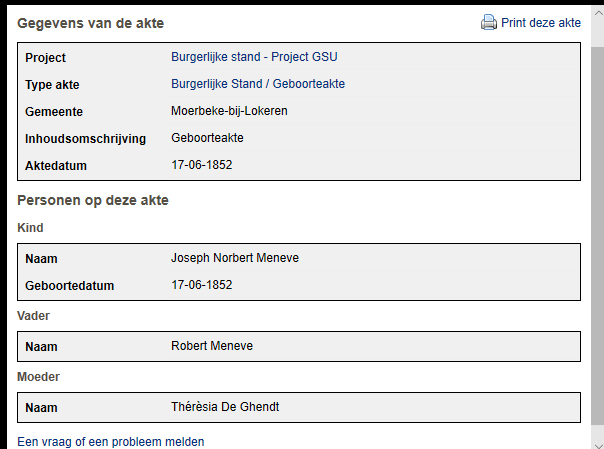 Gegevens van de akte
Print deze akte
Project Burgerlijke stand - Project GSU
Type akte Burgerlijke Stand / Geboorteakte
Gemeente Moerbeke-bij-Lokeren
Inhoudsomschrijving Geboorteakte
Aktedatum 17-06-1852
Personen op deze akte
Kind
Naam Joseph Norbert Meneve
Geboortedatum 17-06-1852
Vader
Naam Robert Meneve
Moeder
Naam Thérèsia De Ghendt
Een vraag of een probleem melden